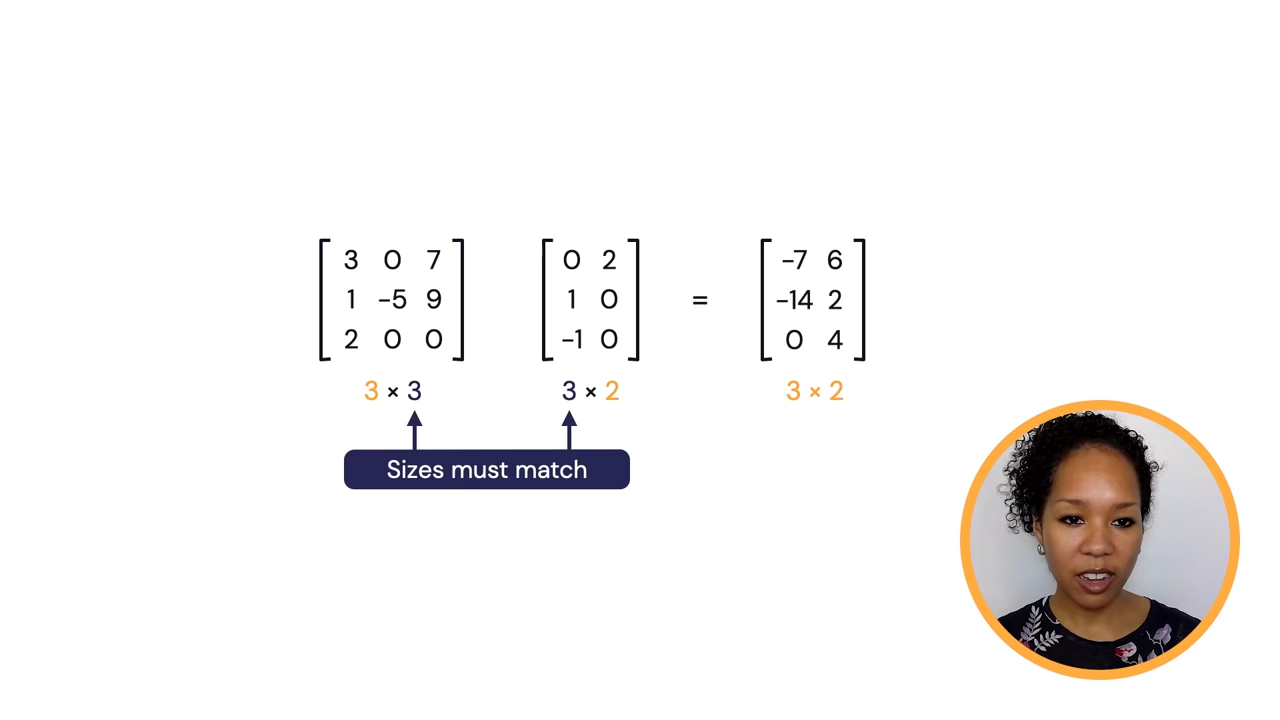 3 0 7 0 2 -7 6
1 -5 9 1 0 = -14 2
2 0 0 -1 0 0 4
3 × 3 3 × 2 3 × 2
Sizes must match